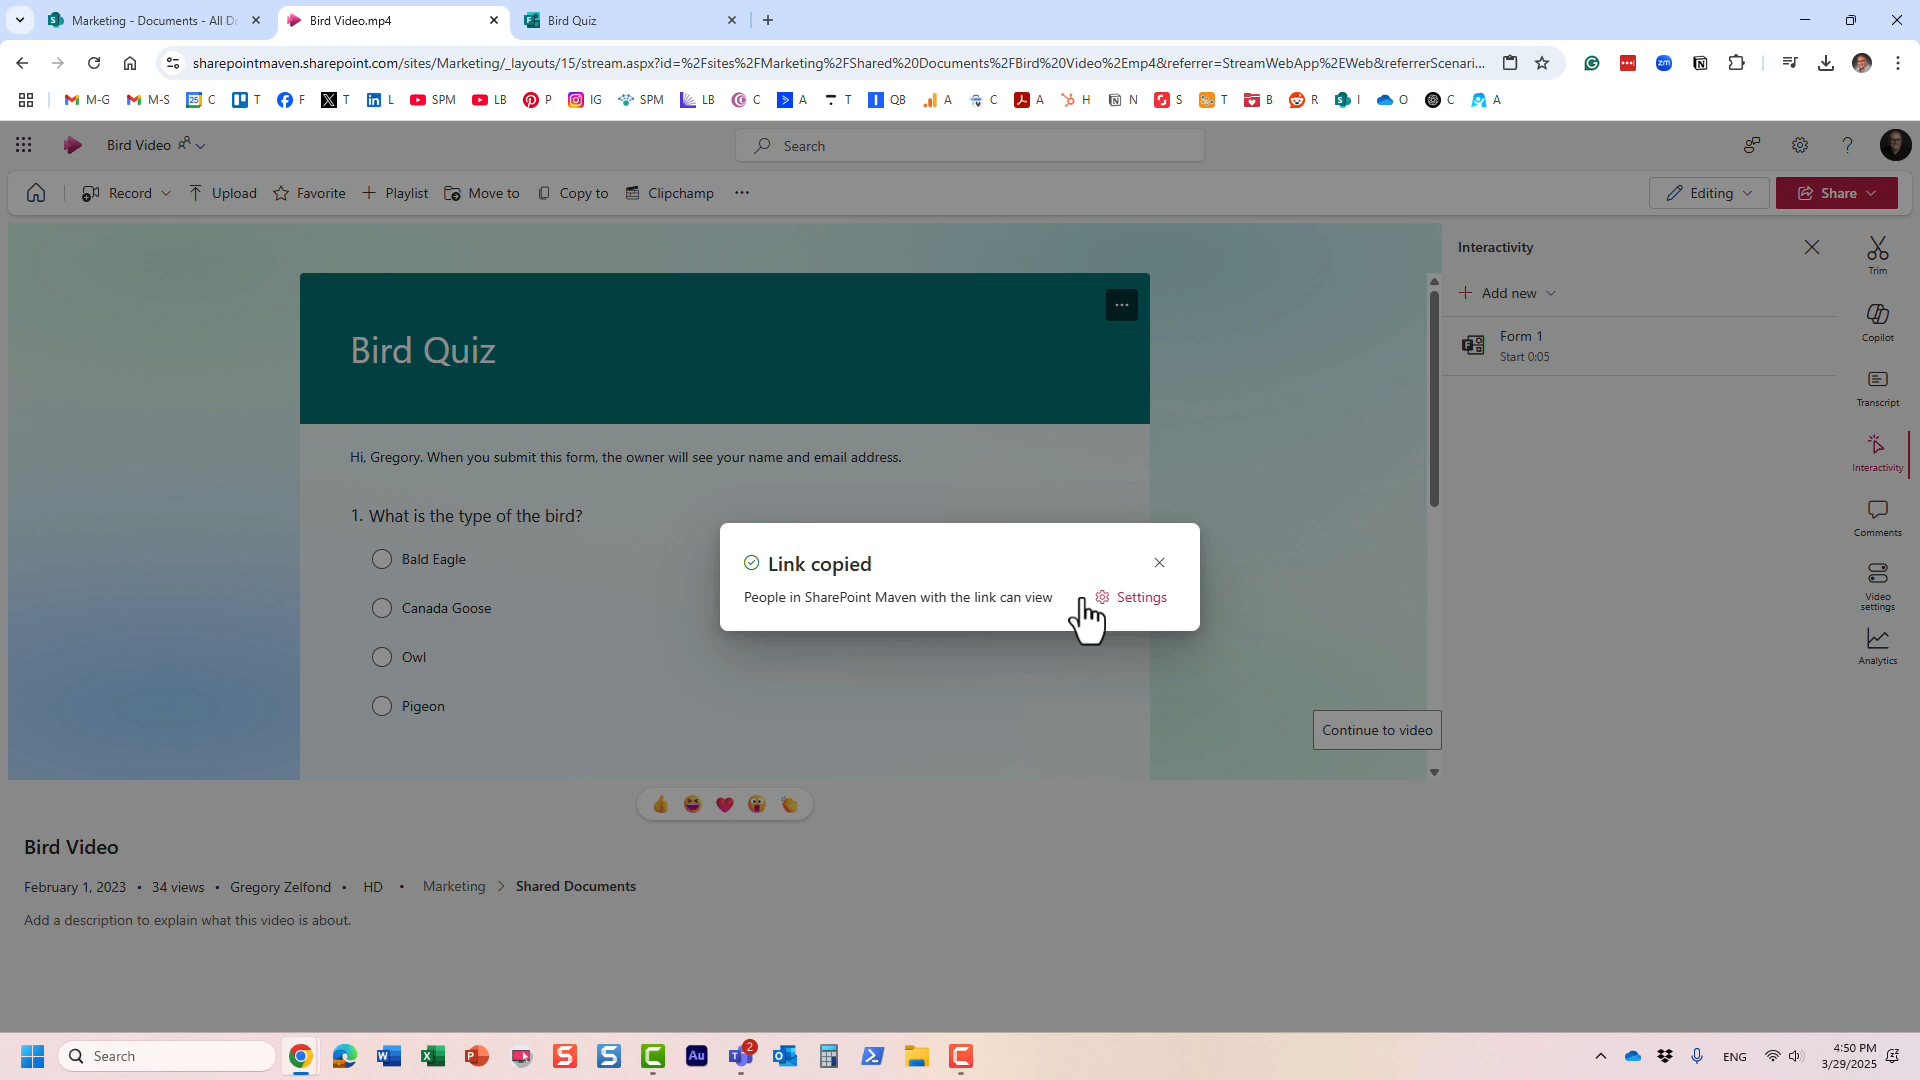 Marketing - Documents - All D
Bird Video.mp4
Bird Quiz
sharepointmaven.sharepoint.com/sites/Marketing/_layouts/15/stream.aspx?id=%2Fsites%2FMarketing%2FShared%20Documents%2FBird%20Video%2Emp4&referrer=StreamWebApp%2EWeb&referrerScenari...
M-G
M-S
C
T
F
T
L
SPM
LB
P
IG
SPM
LB
C
A
T
QB
A
C
A
H
N
S
T
B
R
I
O
C
A
Bird Video
Search
Record
Upload
Favorite
Playlist
Move to
Copy to
Clipchamp
Editing
Share
Bird Quiz
Hi, Gregory. When you submit this form, the owner will see your name and email address.
1. What is the type of the bird?
Bald Eagle
Canada Goose
Owl
Pigeon
Link copied
People in SharePoint Maven with the link can view
Settings
Continue to video
Interactivity
Add new
Form 1
Start 0:05
Trim
Copilot
Transcript
Interactivity
Comments
Video
settings
Analytics
Bird Video
February 1, 2023 • 34 views • Gregory Zelfond • HD • Marketing > Shared Documents
Add a description to explain what this video is about.
Search
2
ENG
4:50 PM
3/29/2025